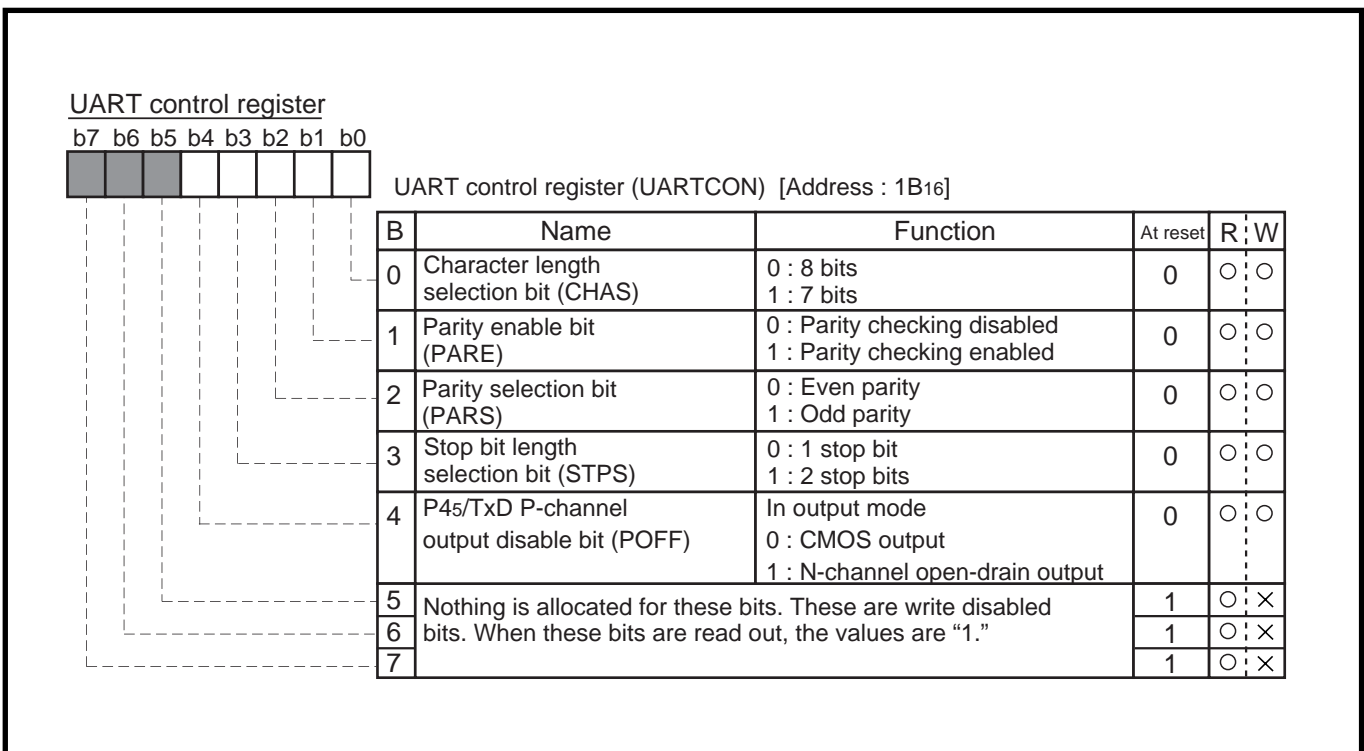 UART control register
b7 b6 b5 b4 b3 b2 b1 b0
UART control register (UARTCON) [Address : 1B16]
B Name Function At reset R W
0 Character length selection bit (CHAS) 0 : 8 bits 0 ○ ○
1 : 7 bits
1 Parity enable bit (PARE) 0 : Parity checking disabled 0 ○ ○
1 : Parity checking enabled
2 Parity selection bit (PARS) 0 : Even parity 0 ○ ○
1 : Odd parity
3 Stop bit length selection bit (STPS) 0 : 1 stop bit 0 ○ ○
1 : 2 stop bits
4 P45/TxD P-channel output disable bit (POFF) In output mode 0 ○ ○
0 : CMOS output
1 : N-channel open-drain output
5 Nothing is allocated for these bits. These are write disabled 1 ○ ×
6 bits. When these bits are read out, the values are “1.” 1 ○ ×
7 1 ○ ×